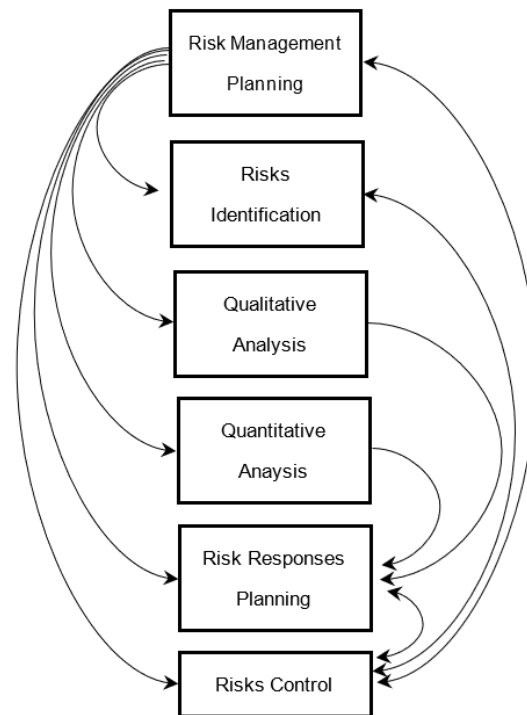 Risk Management
Planning
Risks
Identification
Qualitative
Analysis
Quantitative
Anaysis
Risk Responses
Planning
Risks Control